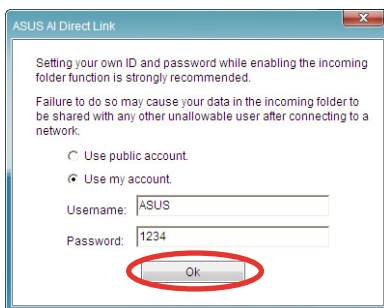 ASUS AI Direct Link
Setting your own ID and password while enabling the incoming
folder function is strongly recommended.
Failure to do so may cause your data in the incoming folder to
be shared with any other unallowable user after connecting to a
network.
Use public account.
Use my account.
Username: ASUS
Password: 1234
Ok